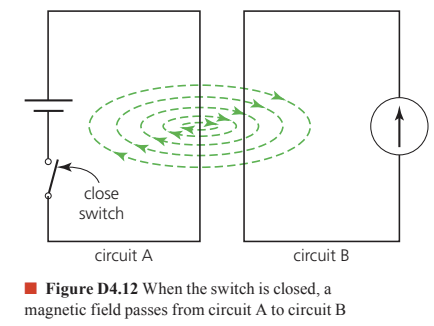 close
switch
circuit A
circuit B
Figure D4.12 When the switch is closed, a
magnetic field passes from circuit A to circuit B